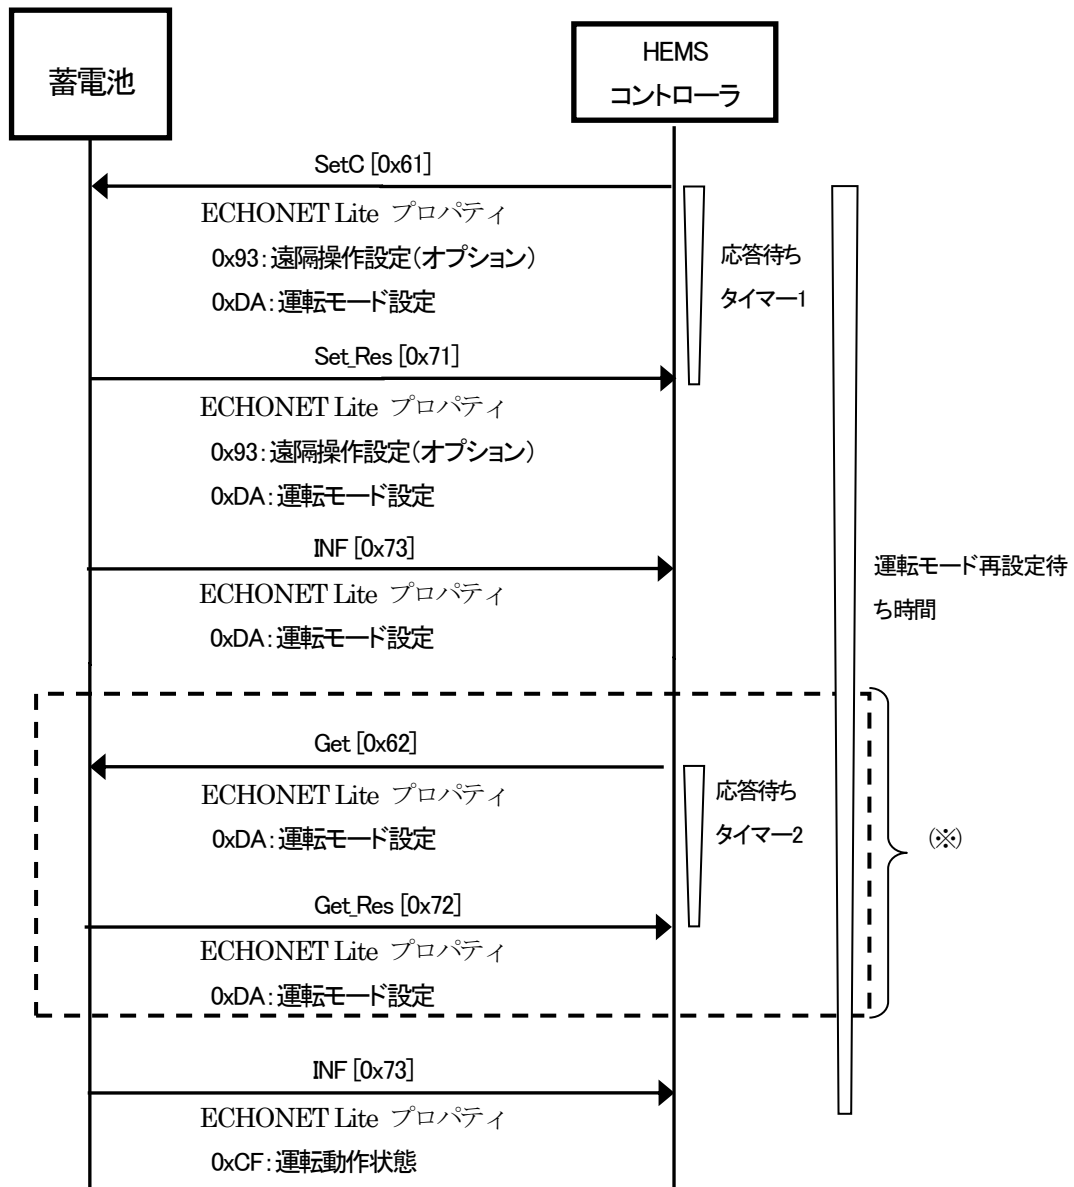 蓄電池
HEMS
コントローラ
SetC [0x61]
ECHONET Lite プロパティ
0x93:遠隔操作設定(オプション)
0xDA:運転モード設定
応答待ち
タイマー1
Set_Res [0x71]
ECHONET Lite プロパティ
0x93:遠隔操作設定(オプション)
0xDA:運転モード設定
INF [0x73]
ECHONET Lite プロパティ
0xDA:運転モード設定
運転モード再設定待
ち時間
Get [0x62]
ECHONET Lite プロパティ
0xDA:運転モード設定
応答待ち
タイマー2
(※)
Get_Res [0x72]
ECHONET Lite プロパティ
0xDA:運転モード設定
INF [0x73]
ECHONET Lite プロパティ
0xCF:運転動作状態